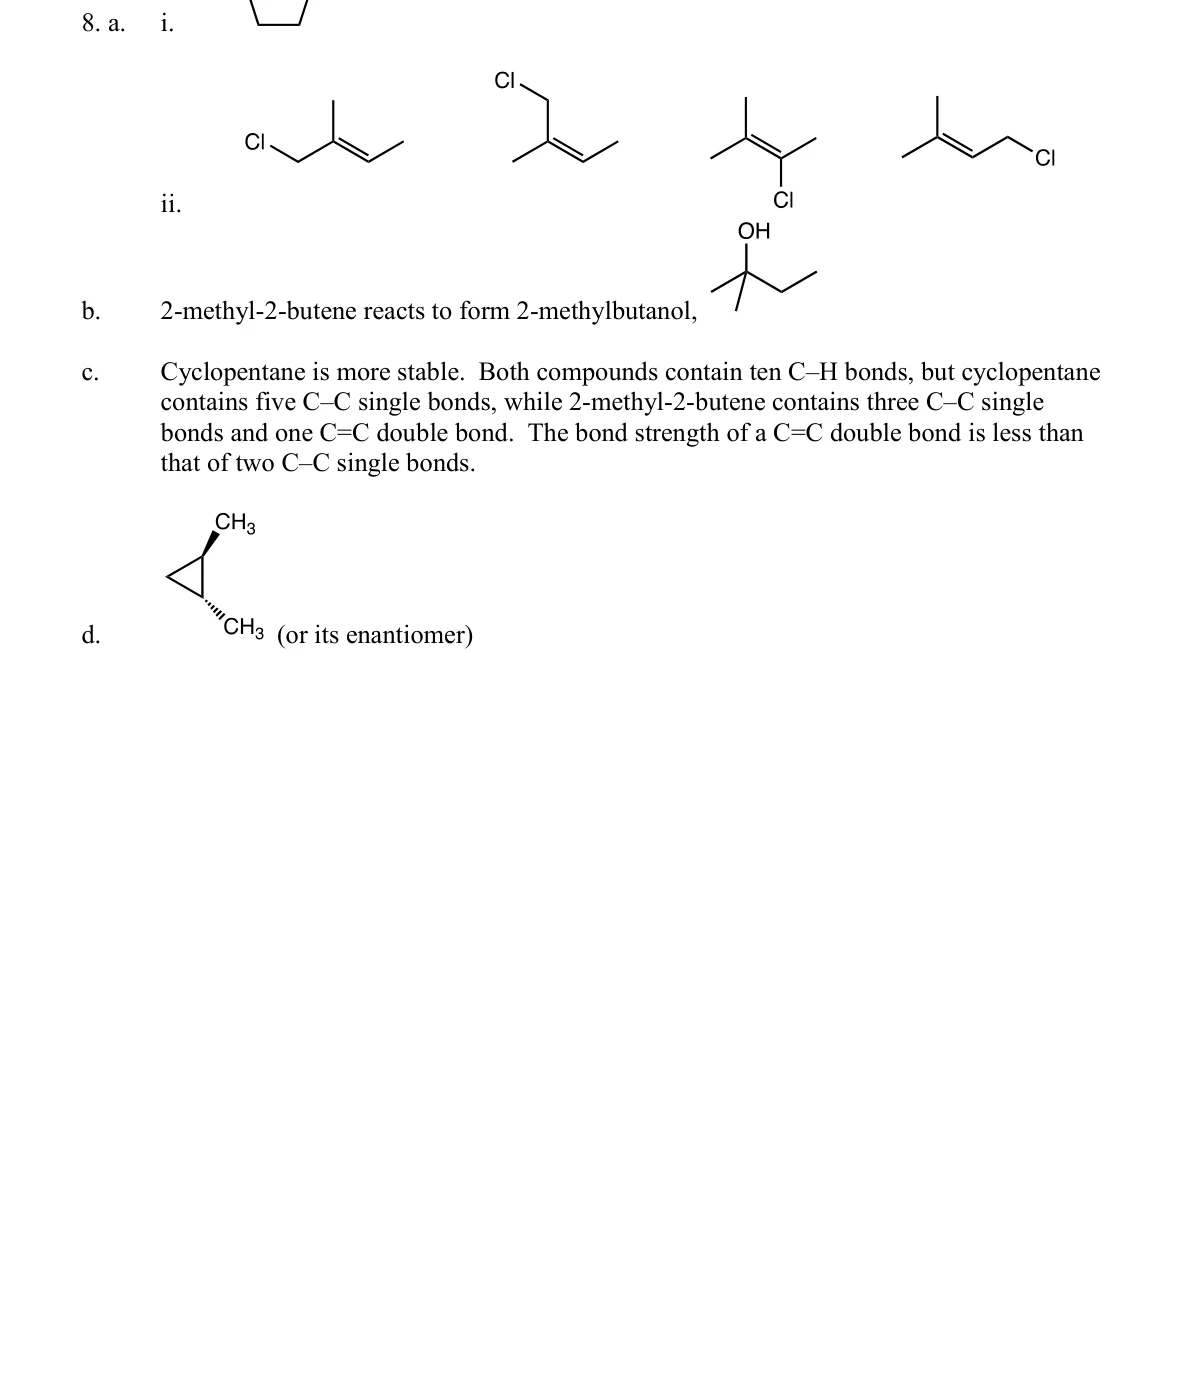 8. a. i.
Cl Cl Cl Cl
ii.
OH
b. 2-methyl-2-butene reacts to form 2-methylbutanol,
c. Cyclopentane is more stable. Both compounds contain ten C–H bonds, but cyclopentane
contains five C–C single bonds, while 2-methyl-2-butene contains three C–C single
bonds and one C=C double bond. The bond strength of a C=C double bond is less than
that of two C–C single bonds.
CH3
d. CH3 (or its enantiomer)